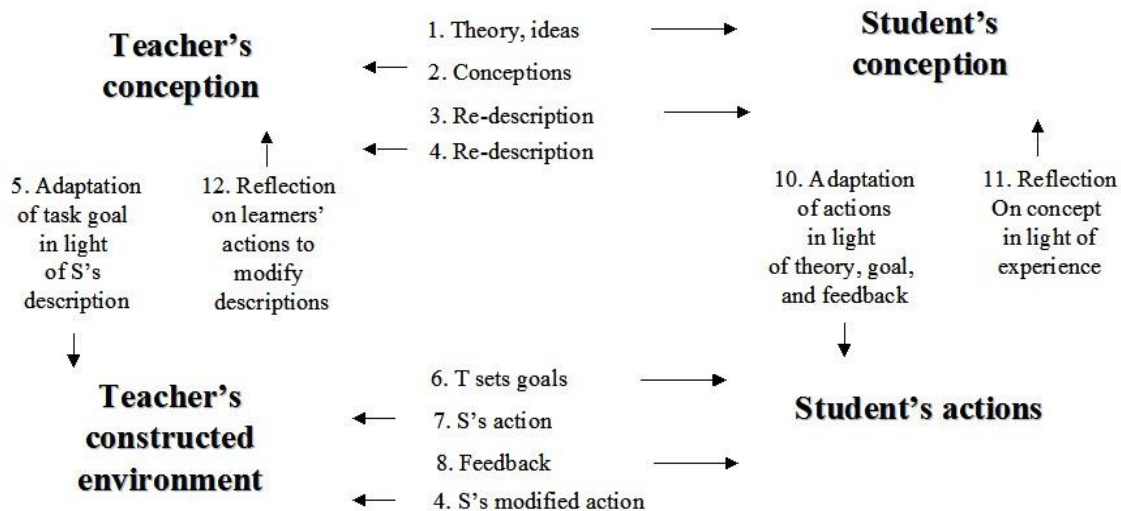 Teacher's
conception
1. Theory, ideas
2. Conceptions
3. Re-description
4. Re-description
Student's
conception
5. Adaptation
of task goal
in light
of S's
description
12. Reflection
on learners'
actions to
modify
descriptions
10. Adaptation
of actions
in light
of theory, goal,
and feedback
11. Reflection
On concept
in light of
experience
Teacher's
constructed
environment
6. T sets goals
7. S's action
8. Feedback
4. S's modified action
Student's actions